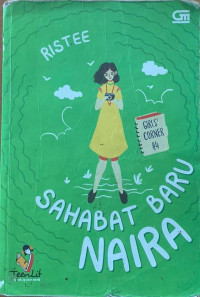 GM
RISTEE
GIRLS'
CORNER
#4
SAHABAT BARU
NAIRA
TeenLit